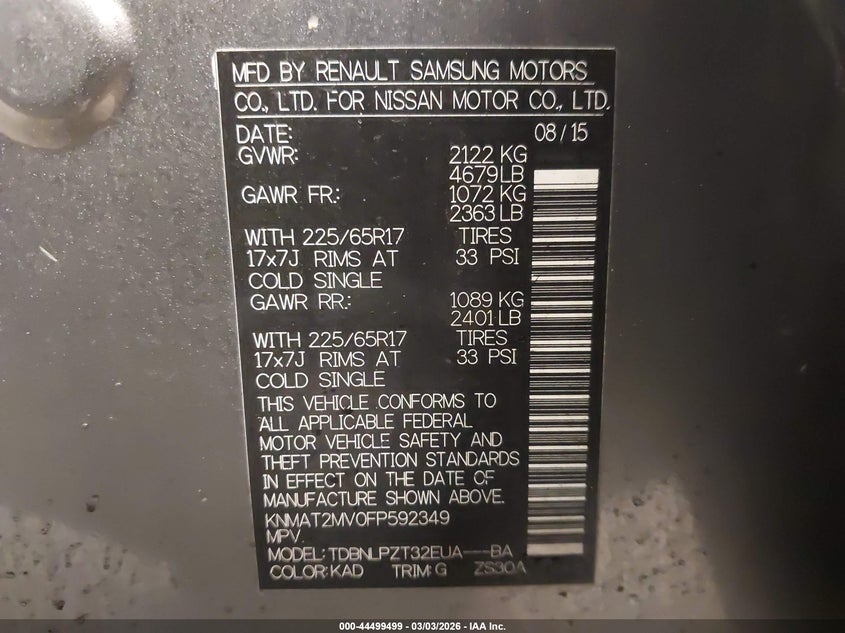 MFD BY RENAULT SAMSUNG MOTORS
CO., LTD. FOR NISSAN MOTOR CO., LTD.
DATE: 08/15
GVWR: 2122 KG
4679LB
GAWR FR.: 1072 KG
2363 LB
WITH 225/65R17 TIRES
17x7J RIMS AT 33 PSI
COLD SINGLE
GAWR RR.: 1089 KG
2401LB
WITH 225/65R17 TIRES
17x7J RIMS AT 33 PSI
COLD SINGLE
THIS VEHICLE CONFORMS TO
ALL APPLICABLE FEDERAL
MOTOR VEHICLE SAFETY AND
THEFT PREVENTION STANDARDS
IN EFFECT ON THE DATE OF
MANUFACTURE SHOWN ABOVE.
KNMAT2MV0FP592349
MPV
MODEL: TDBNLPZT32EUA---BA
COLOR: KAD TRIM: G ZS30A
000-44499499 - 03/03/2026 - IAA Inc.